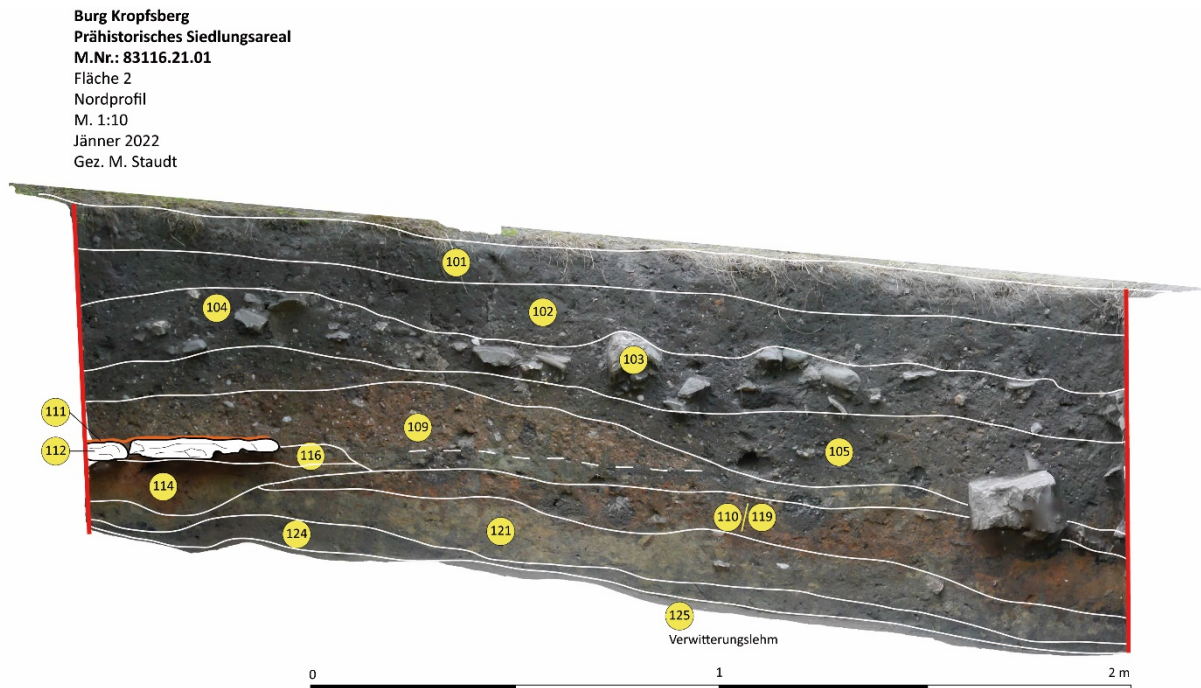 Burg Kropfsberg
Prähistorisches Siedlungsareal
M.Nr.: 83116.21.01
Fläche 2
Nordprofil
M. 1:10
Jänner 2022
Gez. M. Staudt
101
104
102
103
111
109
112
116
105
114
110 / 119
124
121
125
Verwitterungslehm
0
1
2 m